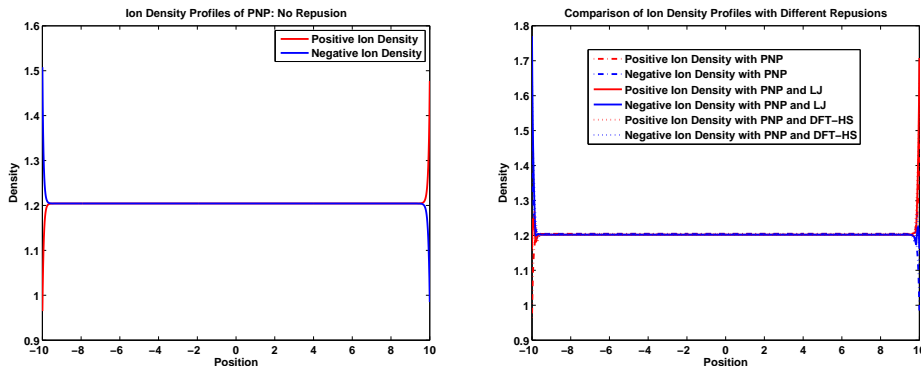 Ion Density Profiles of PNP: No Repusion
1.6
1.5
1.4
1.3
1.2
1.1
1
0.9
Density
Positive Ion Density
Negative Ion Density
−10 −8 −6 −4 −2 0 2 4 6 8 10
Position
Comparison of Ion Density Profiles with Different Repusions
1.8
1.7
1.6
1.5
1.4
1.3
1.2
1.1
1
0.9
Density
Positive Ion Density with PNP
Negative Ion Density with PNP
Positive Ion Density with PNP and LJ
Negative Ion Density with PNP and LJ
Positive Ion Density with PNP and DFT−HS
Negative Ion Density with PNP and DFT−HS
−10 −8 −6 −4 −2 0 2 4 6 8 10
Position